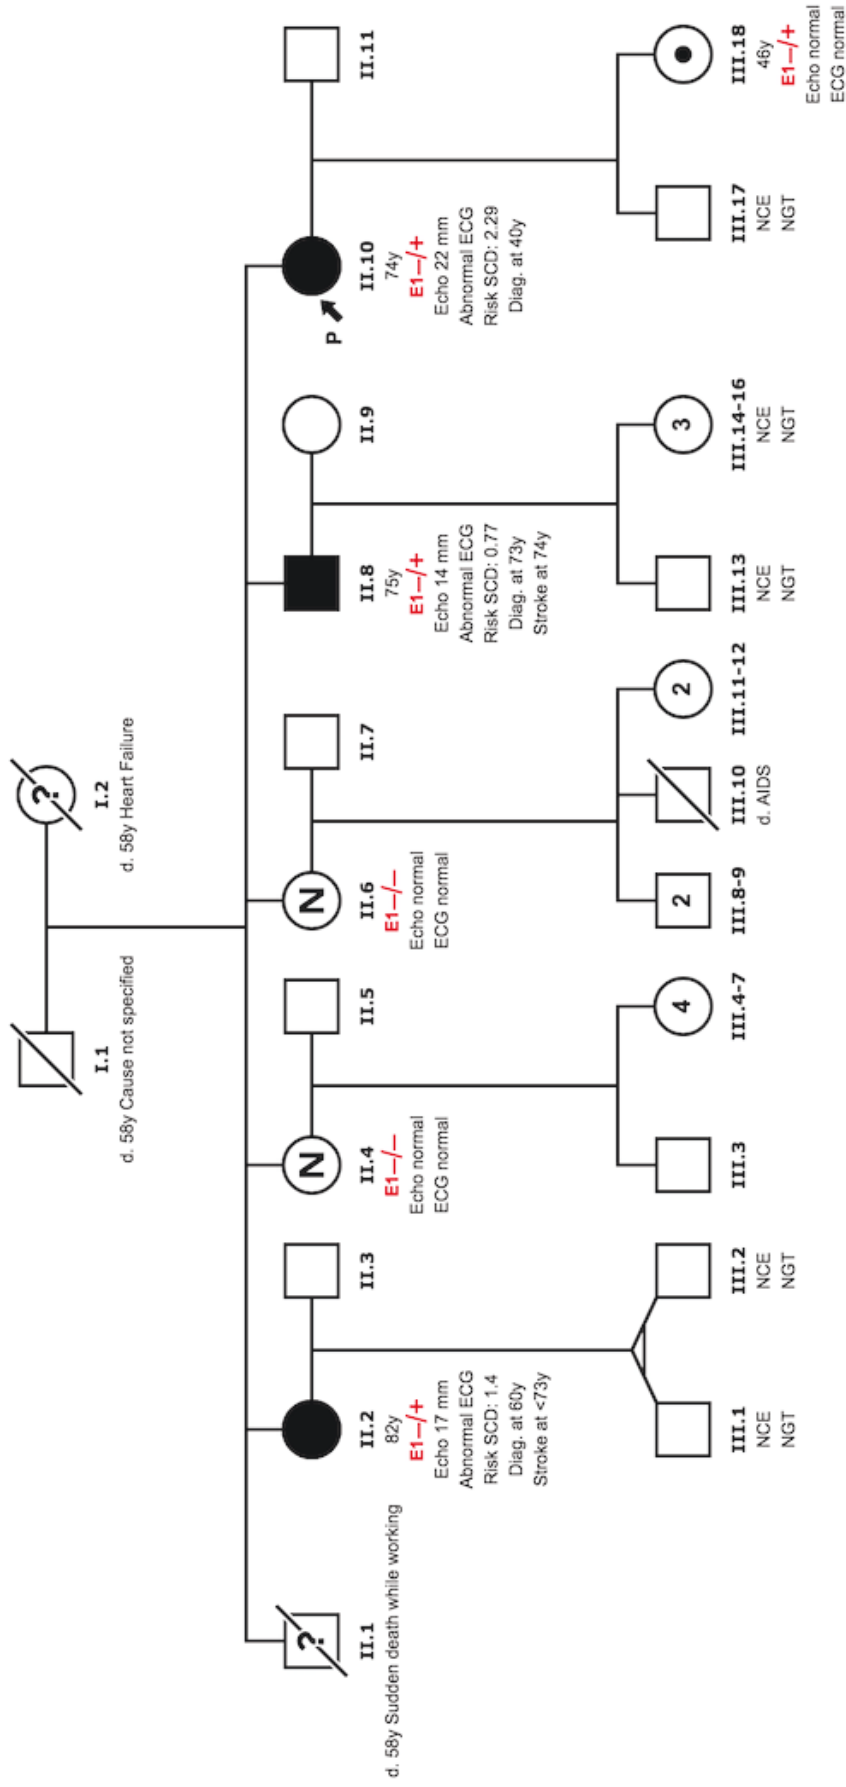 ?
I.1
d. 58y Cause not specified
I.2
d. 58y Heart Failure
?
II.1
d. 58y Sudden death while working
II.2
82y
E1—/+
Echo 17 mm
Abnormal ECG
Risk SCD: 1.4
Diag. at 60y
Stroke at <73y
II.3
N
II.4
E1—/—
Echo normal
ECG normal
II.5
N
II.6
E1—/—
Echo normal
ECG normal
II.7
II.8
75y
E1—/+
Echo 14 mm
Abnormal ECG
Risk SCD: 0.77
Diag. at 73y
Stroke at 74y
II.9
P
II.10
74y
E1—/+
Echo 22 mm
Abnormal ECG
Risk SCD: 2.29
Diag. at 40y
II.11
III.1
NCE
NGT
III.2
NCE
NGT
III.3
4
III.4-7
2
III.8-9
III.10
d. AIDS
2
III.11-12
III.13
NCE
NGT
3
III.14-16
NCE
NGT
III.17
NCE
NGT
III.18
46y
E1—/+
Echo normal
ECG normal